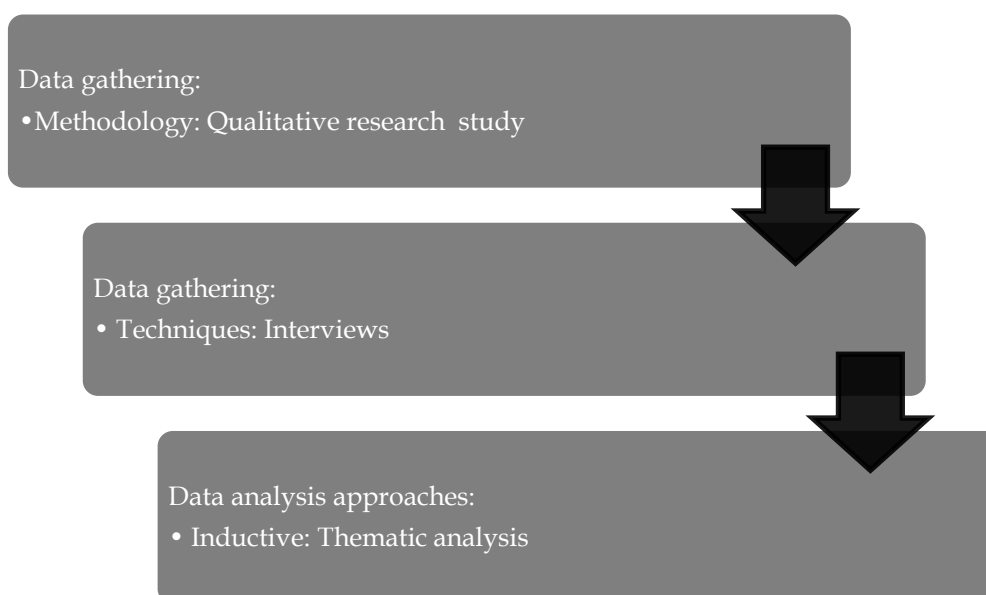 Data gathering:
•Methodology: Qualitative research  study
Data gathering:
• Techniques: Interviews
Data analysis approaches:
• Inductive: Thematic analysis